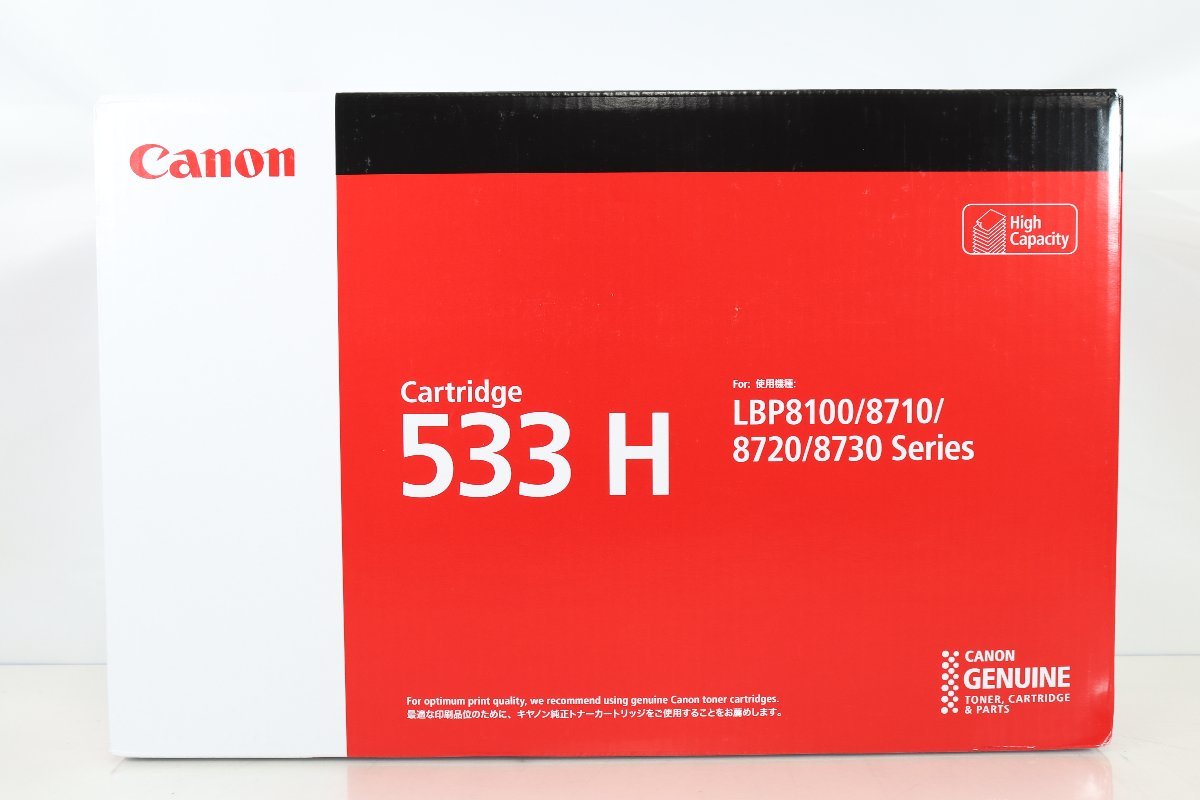 Canon
High
Capacity
Cartridge
533 H
For: 使用機種:
LBP8100/8710/
8720/8730 Series
For optimum print quality, we recommend using genuine Canon toner cartridges.
最適な印刷品位のために、キヤノン純正トナーカートリッジをご使用することをお薦めします。
CANON
GENUINE
TONER, CARTRIDGE
& PARTS